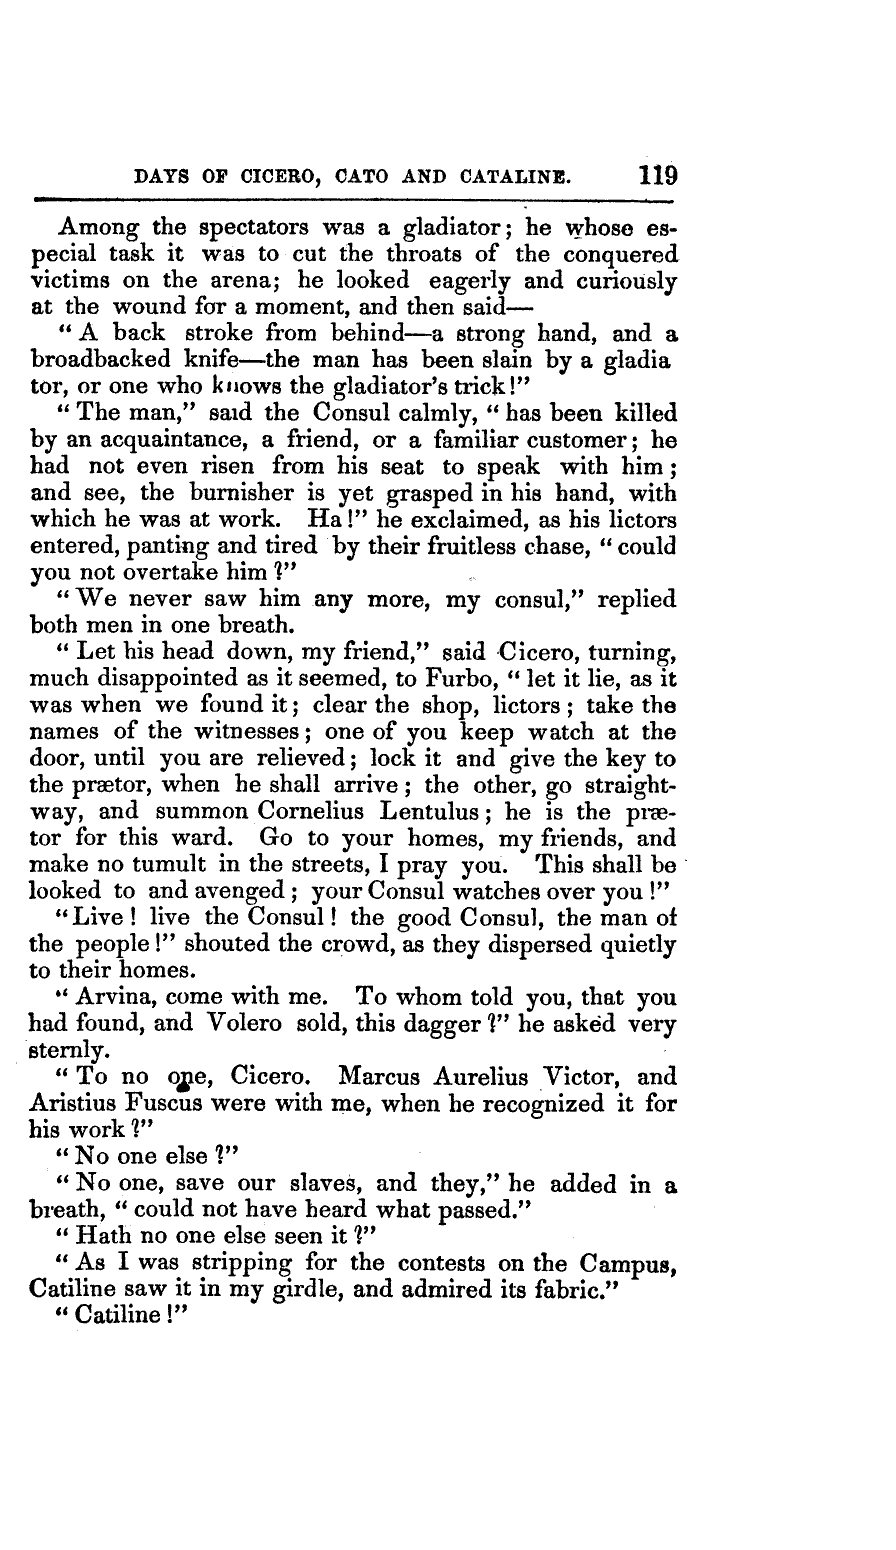 DAYS OF CICERO, CATO AND CATALINE. 119
Among the spectators was a gladiator; he whose es-
pecial task it was to cut the throats of the conquered
victims on the arena; he looked eagerly and curiously
at the wound for a moment, and then said—
"A back stroke from behind—a strong hand, and a
broadbacked knife—the man has been slain by a gladia
tor, or one who knows the gladiator's trick!"
"The man," said the Consul calmly, "has been killed
by an acquaintance, a friend, or a familiar customer; he
had not even risen from his seat to speak with him;
and see, the burnisher is yet grasped in his hand, with
which he was at work. Ha!" he exclaimed, as his lictors
entered, panting and tired by their fruitless chase, "could
you not overtake him?"
"We never saw him any more, my consul," replied
both men in one breath.
"Let his head down, my friend," said Cicero, turning,
much disappointed as it seemed, to Furbo, "let it lie, as it
was when we found it; clear the shop, lictors; take the
names of the witnesses; one of you keep watch at the
door, until you are relieved; lock it and give the key to
the prætor, when he shall arrive; the other, go straight-
way, and summon Cornelius Lentulus; he is the præ-
tor for this ward. Go to your homes, my friends, and
make no tumult in the streets, I pray you. This shall be
looked to and avenged; your Consul watches over you!"
"Live! live the Consul! the good Consul, the man of
the people!" shouted the crowd, as they dispersed quietly
to their homes.
"Arvina, come with me. To whom told you, that you
had found, and Volero sold, this dagger?" he asked very
sternly.
"To no one, Cicero. Marcus Aurelius Victor, and
Aristius Fuscus were with me, when he recognized it for
his work?"
"No one else?"
"No one, save our slaves, and they," he added in a
breath, "could not have heard what passed."
"Hath no one else seen it?"
"As I was stripping for the contests on the Campus,
Catiline saw it in my girdle, and admired its fabric."
"Catiline!"